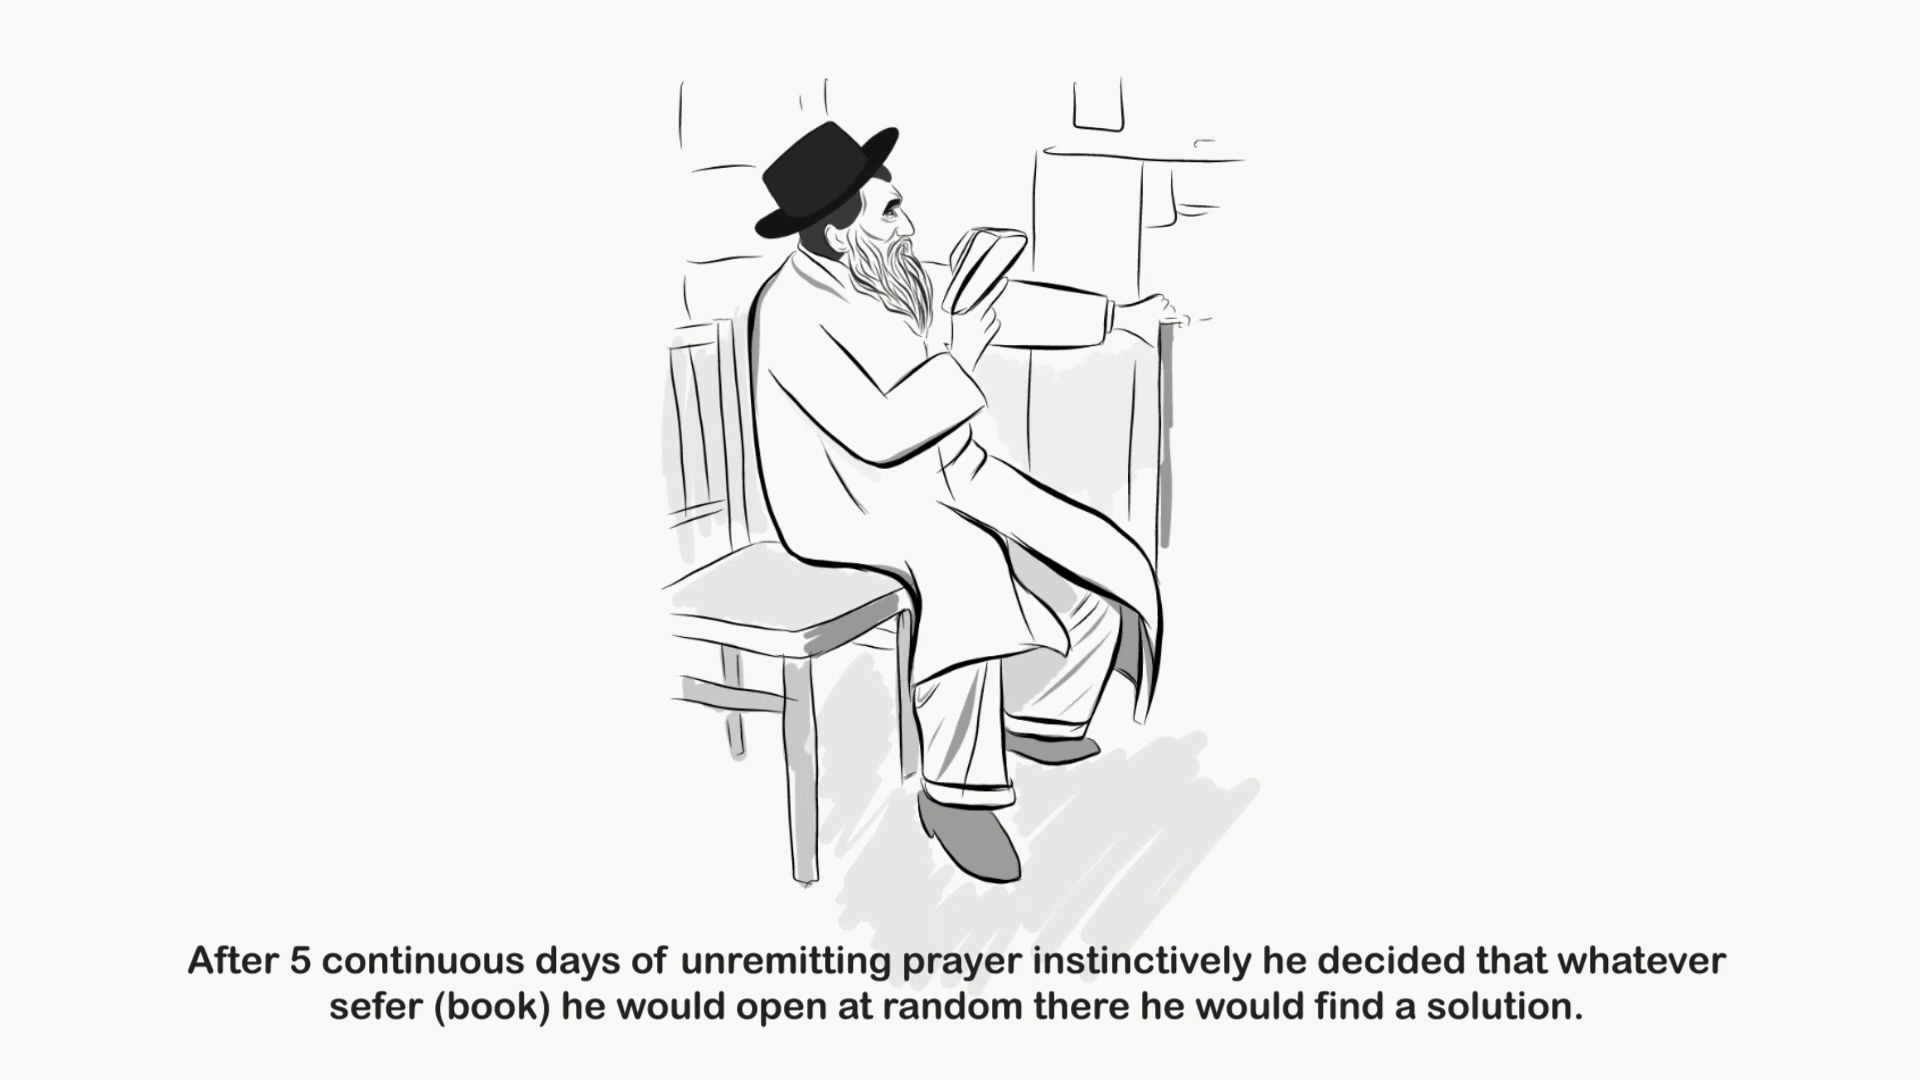 After 5 continuous days of unremitting prayer instinctively he decided that whatever
sefer (book) he would open at random there he would find a solution.